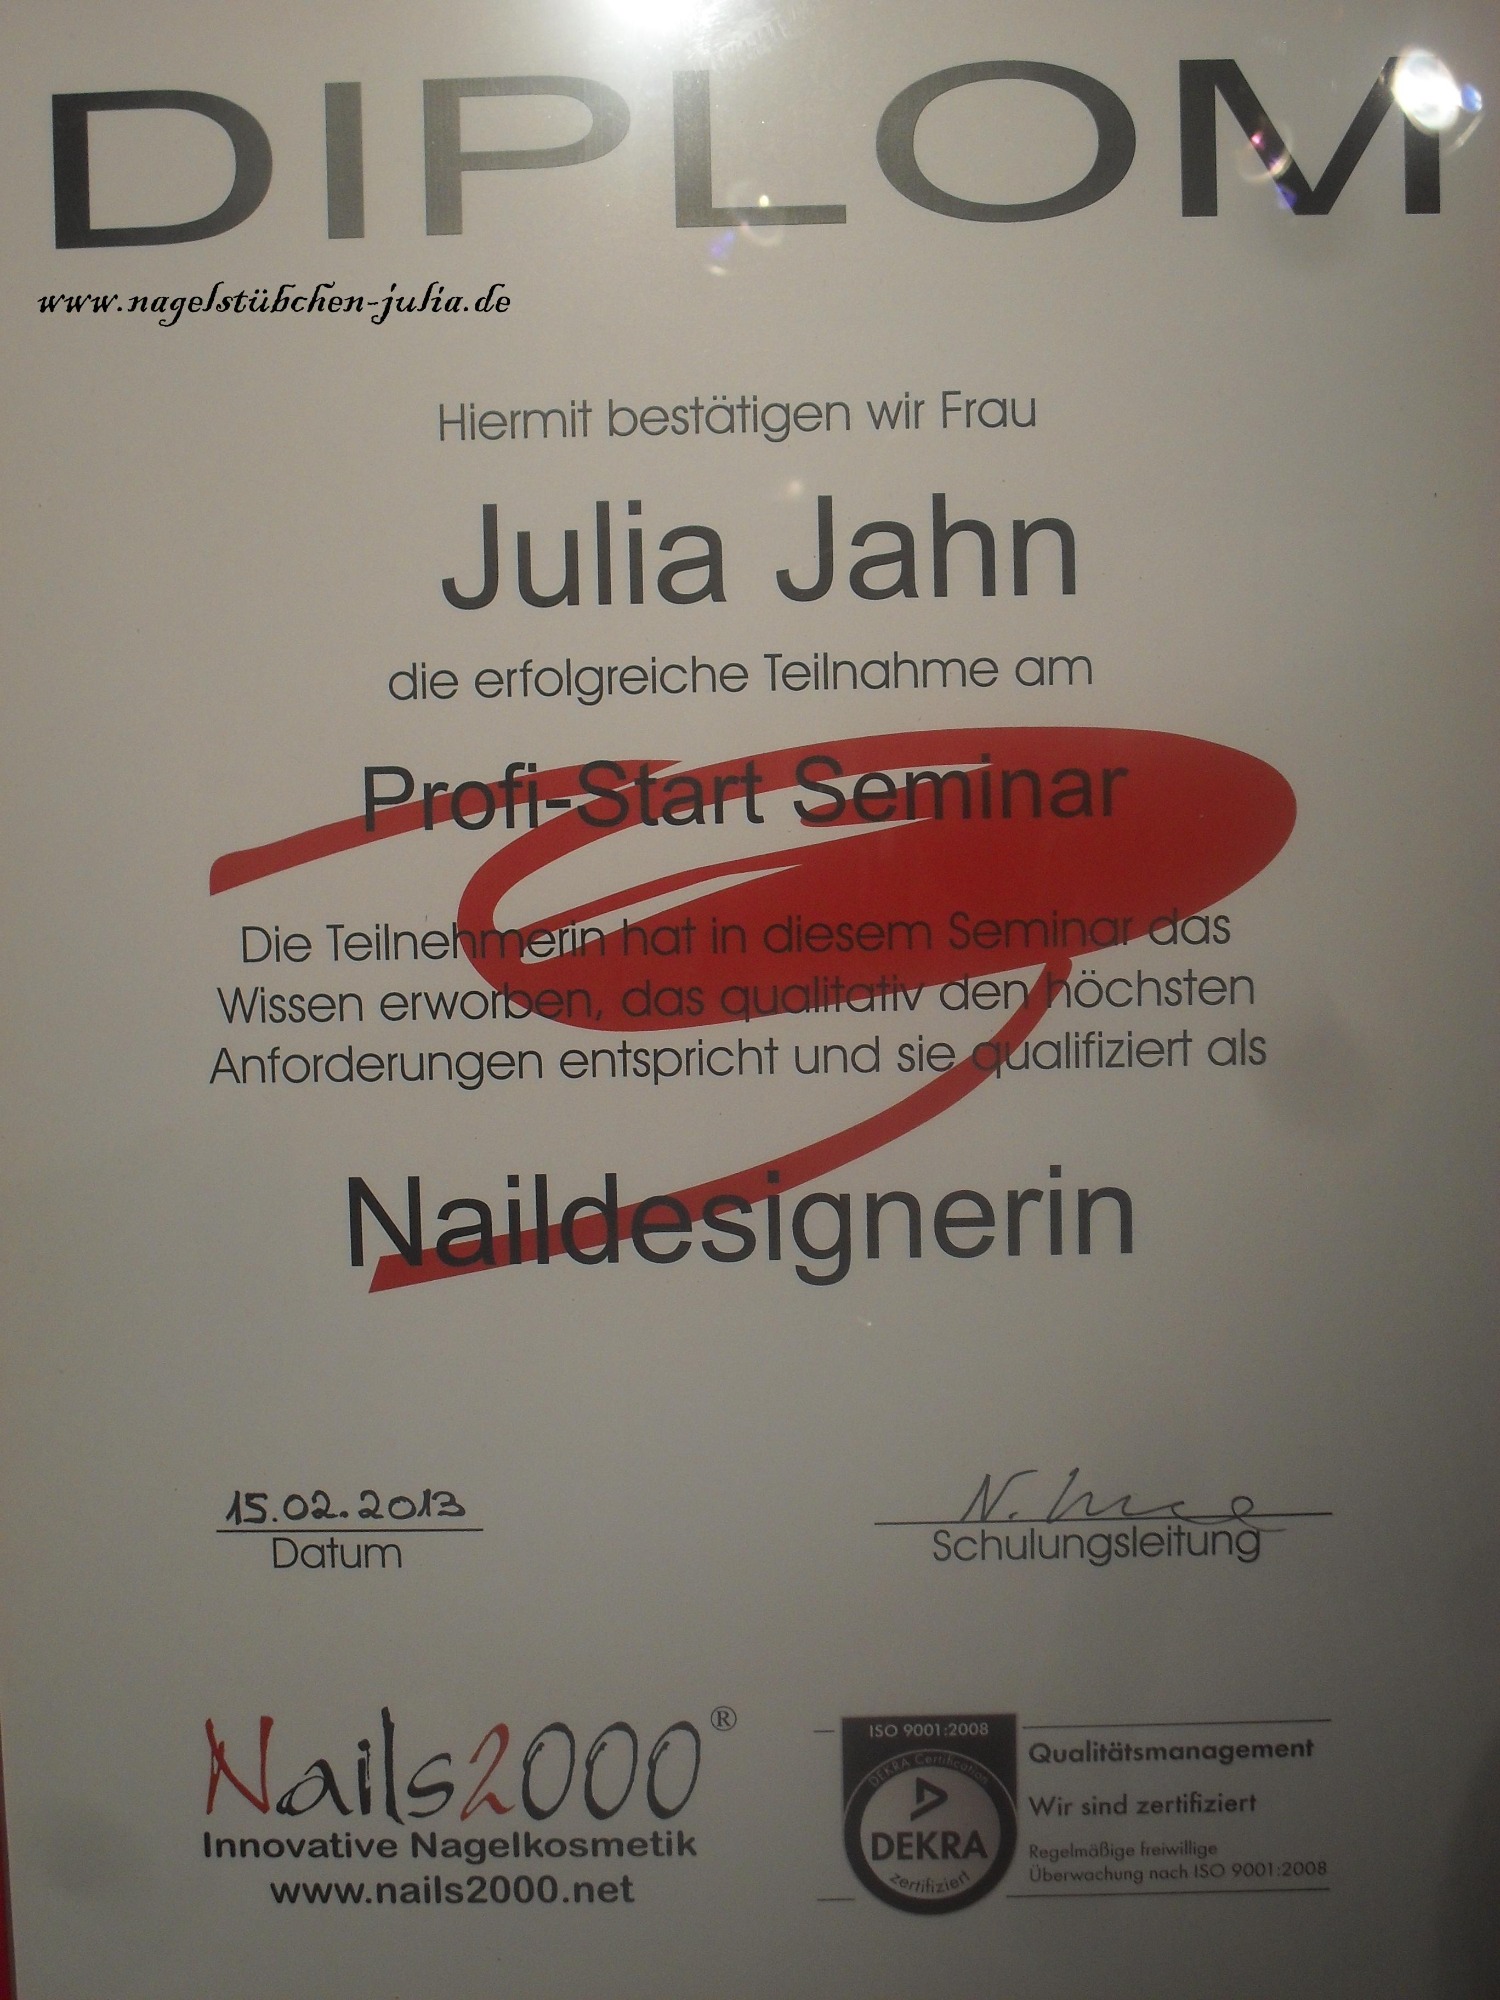 DIPLOM
www.nagelstübchen-julia.de
Hiermit bestätigen wir Frau
Julia Jahn
die erfolgreiche Teilnahme am
Profi-Start Seminar
Die Teilnehmerin hat in diesem Seminar das
Wissen erworben, das qualitativ den höchsten
Anforderungen entspricht und sie qualifiziert als
Naildesignerin
15.02.2013
Datum
N.
Schulungsleitung
Nails2000®
Innovative Nagelkosmetik
www.nails2000.net
ISO 9001:2008
DEKRA Certification
DEKRA
zertifiziert
Qualitätsmanagement
Wir sind zertifiziert
Regelmäßige freiwillige
Überwachung nach ISO 9001:2008